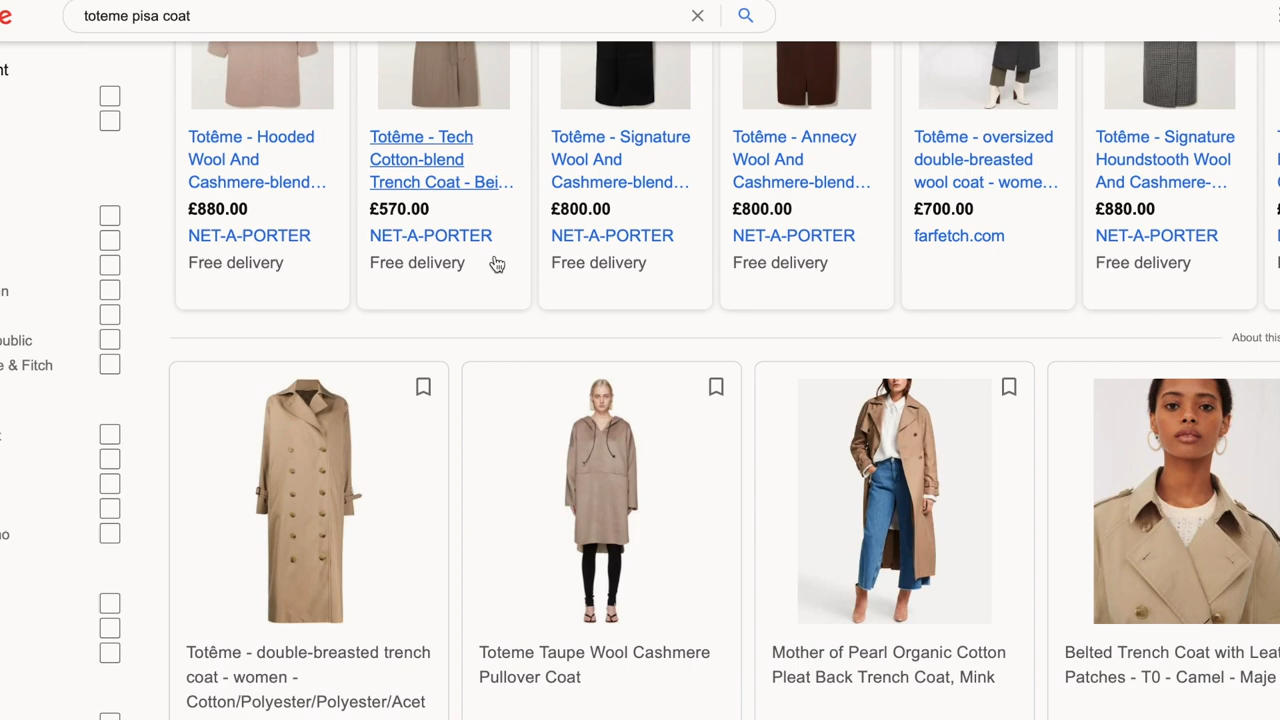 e
toteme pisa coat
nt
Totême - Hooded
Wool And
Cashmere-blend...
£880.00
NET-A-PORTER
Free delivery
Totême - Tech
Cotton-blend
Trench Coat - Bei...
£570.00
NET-A-PORTER
Free delivery
Totême - Signature
Wool And
Cashmere-blend...
£800.00
NET-A-PORTER
Free delivery
Totême - Annecy
Wool And
Cashmere-blend...
£800.00
NET-A-PORTER
Free delivery
Totême - oversized
double-breasted
wool coat - wome...
£700.00
farfetch.com
Totême - Signature
Houndstooth Wool
And Cashmere-...
£880.00
NET-A-PORTER
Free delivery
n
public
e & Fitch
o
About this
Totême - double-breasted trench
coat - women -
Cotton/Polyester/Polyester/Acet
Toteme Taupe Wool Cashmere
Pullover Coat
Mother of Pearl Organic Cotton
Pleat Back Trench Coat, Mink
Belted Trench Coat with Leat
Patches - T0 - Camel - Maje